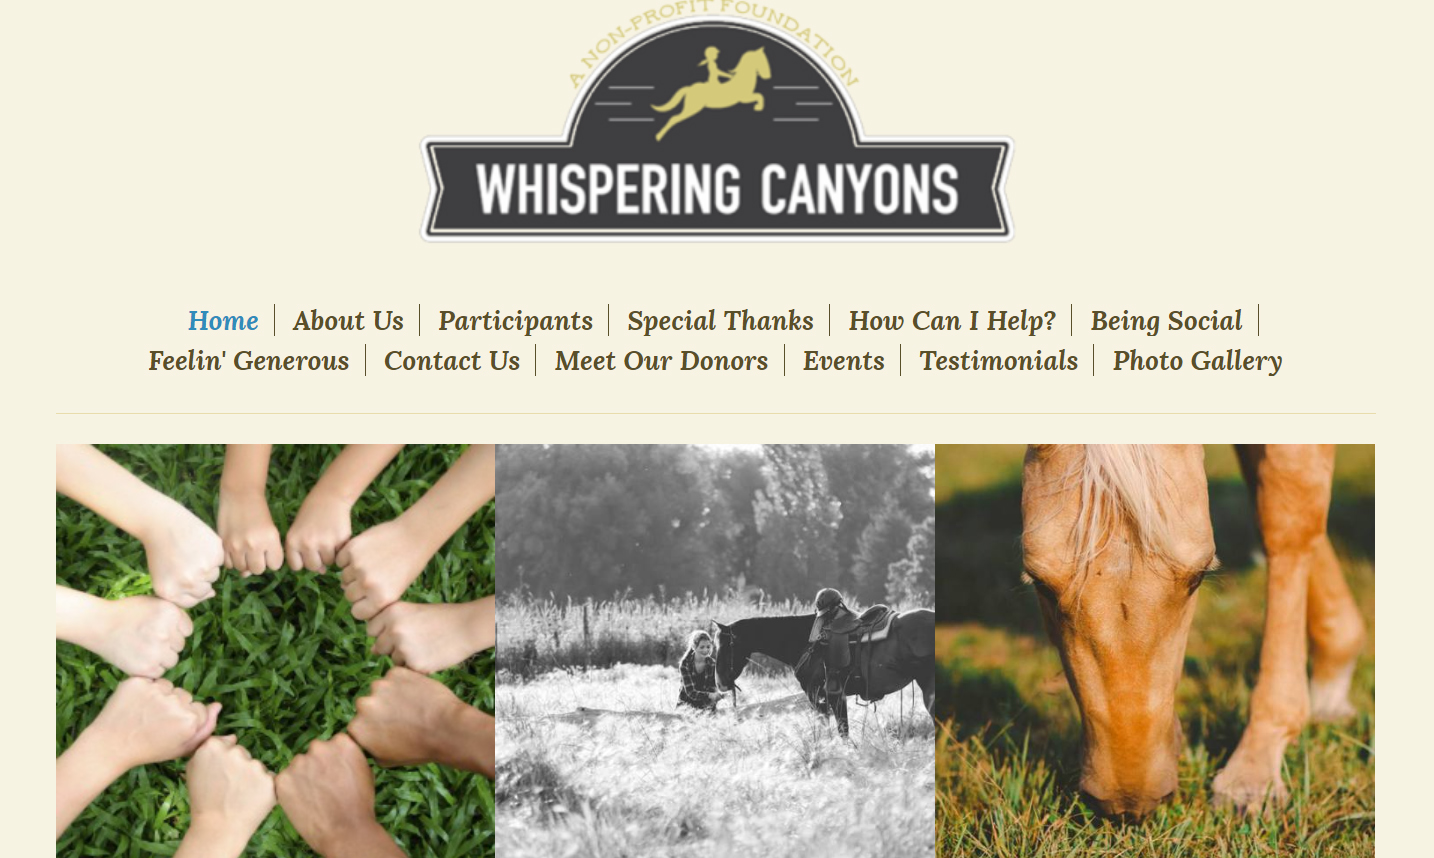 A NON-PROFIT FOUNDATION
WHISPERING CANYONS
Home About Us Participants Special Thanks How Can I Help? Being Social
Feelin' Generous Contact Us Meet Our Donors Events Testimonials Photo Gallery